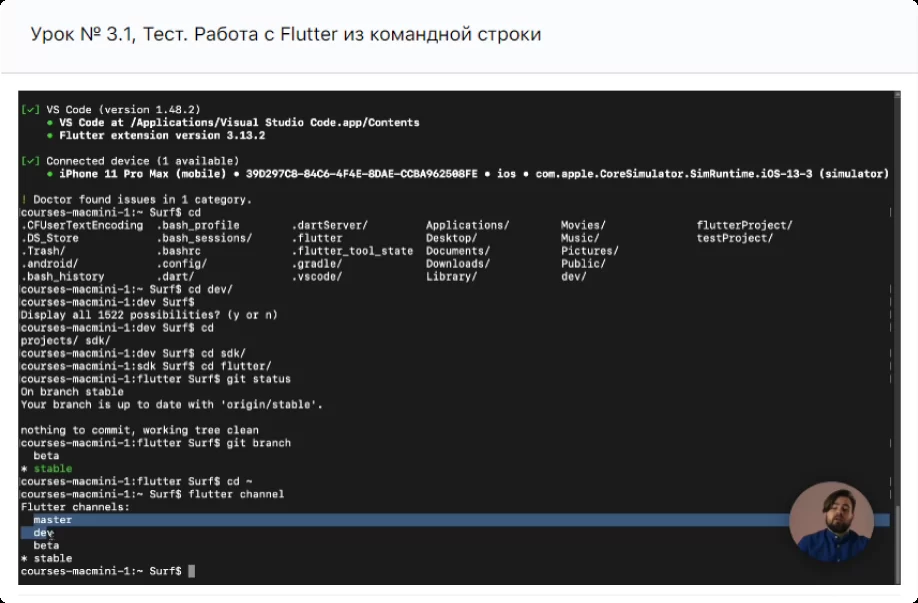 Урок № 3.1, Тест. Работа с Flutter из командной строки
[✓] VS Code (version 1.48.2)
• VS Code at /Applications/Visual Studio Code.app/Contents
• Flutter extension version 3.13.2
[✓] Connected device (1 available)
• iPhone 11 Pro Max (mobile) • 39D297C8-84C6-4F4E-8DAE-CCBA962508FE • ios • com.apple.CoreSimulator.SimRuntime.iOS-13-3 (simulator)
! Doctor found issues in 1 category.
courses-macmini-1:~ Surf$ cd
.CFUserTextEncoding .bash_profile .dartServer/ Applications/ Movies/ flutterProject/
.DS_Store .bash_sessions/ .flutter Desktop/ Music/ testProject/
.Trash/ .bashrc .flutter_tool_state Documents/ Pictures/
.android/ .config/ .gradle/ Downloads/ Public/
.bash_history .dart/ .vscode/ Library/ dev/
courses-macmini-1:~ Surf$ cd dev/
courses-macmini-1:dev Surf$
Display all 1522 possibilities? (y or n)
courses-macmini-1:dev Surf$ cd
projects/ sdk/
courses-macmini-1:dev Surf$ cd sdk/
courses-macmini-1:sdk Surf$ cd flutter/
courses-macmini-1:flutter Surf$ git status
On branch stable
Your branch is up to date with 'origin/stable'.
nothing to commit, working tree clean
courses-macmini-1:flutter Surf$ git branch
beta
* stable
courses-macmini-1:flutter Surf$ cd ~
courses-macmini-1:~ Surf$ flutter channel
Flutter channels:
master
dev
beta
* stable
courses-macmini-1:~ Surf$